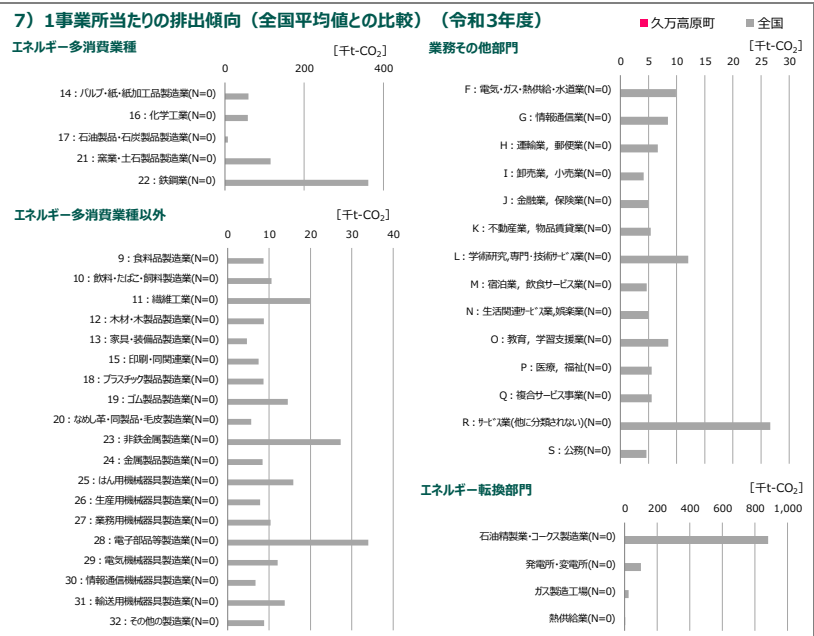 7）1事業所当たりの排出傾向（全国平均値との比較）（令和3年度）
■久万高原町 ■全国
エネルギー多消費業種
[千t-CO₂]
0 200 400
14：パルプ・紙・紙加工品製造業(N=0)
16：化学工業(N=0)
17：石油製品・石炭製品製造業(N=0)
21：窯業・土石製品製造業(N=0)
22：鉄鋼業(N=0)
エネルギー多消費業種以外
[千t-CO₂]
0 10 20 30 40
9：食料品製造業(N=0)
10：飲料・たばこ・飼料製造業(N=0)
11：繊維工業(N=0)
12：木材・木製品製造業(N=0)
13：家具・装備品製造業(N=0)
15：印刷・同関連業(N=0)
18：プラスチック製品製造業(N=0)
19：ゴム製品製造業(N=0)
20：なめし革・同製品・毛皮製造業(N=0)
23：非鉄金属製造業(N=0)
24：金属製品製造業(N=0)
25：はん用機械器具製造業(N=0)
26：生産用機械器具製造業(N=0)
27：業務用機械器具製造業(N=0)
28：電子部品等製造業(N=0)
29：電気機械器具製造業(N=0)
30：情報通信機械器具製造業(N=0)
31：輸送用機械器具製造業(N=0)
32：その他の製造業(N=0)
業務その他部門
[千t-CO₂]
0 5 10 15 20 25 30
F：電気・ガス・熱供給・水道業(N=0)
G：情報通信業(N=0)
H：運輸業，郵便業(N=0)
I：卸売業，小売業(N=0)
J：金融業，保険業(N=0)
K：不動産業，物品賃貸業(N=0)
L：学術研究,専門・技術ｻｰﾋﾞｽ業(N=0)
M：宿泊業，飲食サービス業(N=0)
N：生活関連ｻｰﾋﾞｽ業,娯楽業(N=0)
O：教育，学習支援業(N=0)
P：医療，福祉(N=0)
Q：複合サービス事業(N=0)
R：ｻｰﾋﾞｽ業(他に分類されない)(N=0)
S：公務(N=0)
エネルギー転換部門
[千t-CO₂]
0 200 400 600 800 1,000
石油精製業・コークス製造業(N=0)
発電所・変電所(N=0)
ガス製造工場(N=0)
熱供給業(N=0)